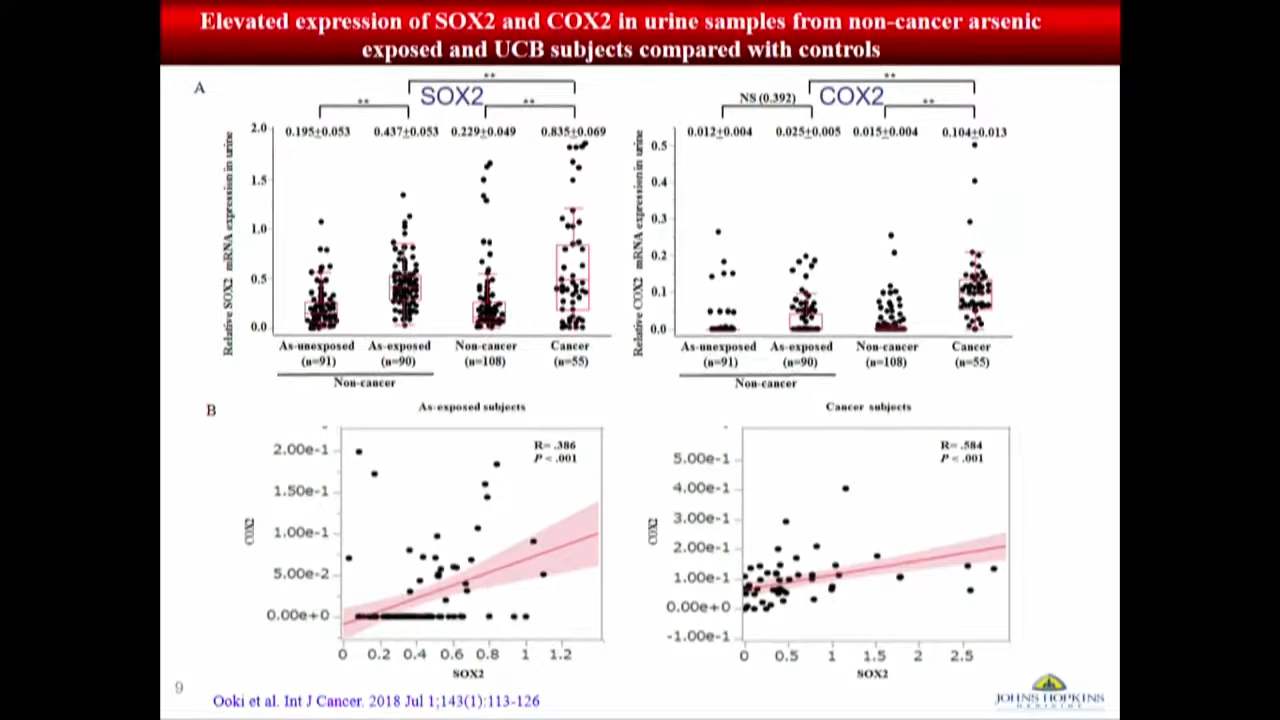 Elevated expression of SOX2 and COX2 in urine samples from non-cancer arsenic
exposed and UCB subjects compared with controls
A
** SOX2 ** **
0.195±0.053 0.437±0.053 0.229±0.049 0.835±0.069
Relative SOX2 mRNA expression in urine
2.0
1.5
1.0
0.5
0.0
As-unexposed As-exposed Non-cancer Cancer
(n=91) (n=90) (n=108) (n=55)
Non-cancer
NS (0.392) COX2 ** **
0.012±0.004 0.025±0.005 0.015±0.004 0.104±0.013
Relative COX2 mRNA expression in urine
0.5
0.4
0.3
0.2
0.1
0.0
As-unexposed As-exposed Non-cancer Cancer
(n=91) (n=90) (n=108) (n=55)
Non-cancer
B
As-exposed subjects
R= .386
P < .001
COX2
2.00e-1
1.50e-1
1.00e-1
5.00e-2
0.00e+0
0 0.2 0.4 0.6 0.8 1 1.2
SOX2
Cancer subjects
R= .584
P < .001
COX2
5.00e-1
4.00e-1
3.00e-1
2.00e-1
1.00e-1
0.00e+0
-1.00e-1
0 0.5 1 1.5 2 2.5
SOX2
9
Ooki et al. Int J Cancer. 2018 Jul 1;143(1):113-126
JOHNS HOPKINS
MEDICINE